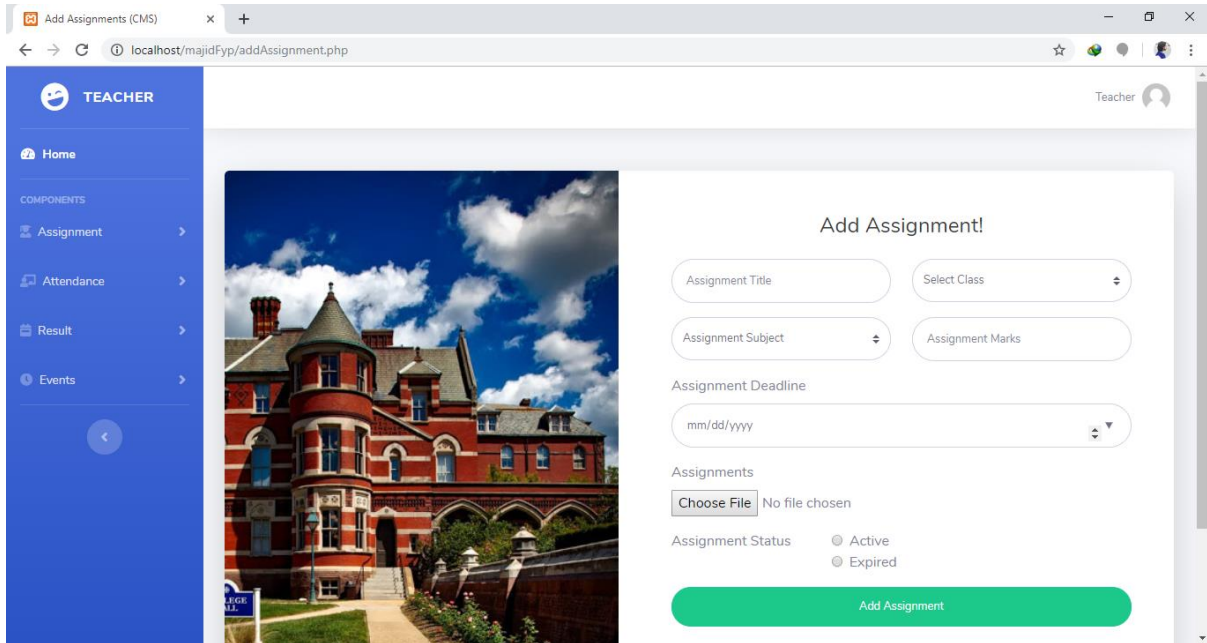 Add Assignments (CMS)
localhost/majidFyp/addAssignment.php
TEACHER
Teacher
Home
COMPONENTS
Assignment
Attendance
Result
Events
Add Assignment!
Assignment Title
Select Class
Assignment Subject
Assignment Marks
Assignment Deadline
mm/dd/yyyy
Assignments
Choose File No file chosen
Assignment Status
Active
Expired
Add Assignment